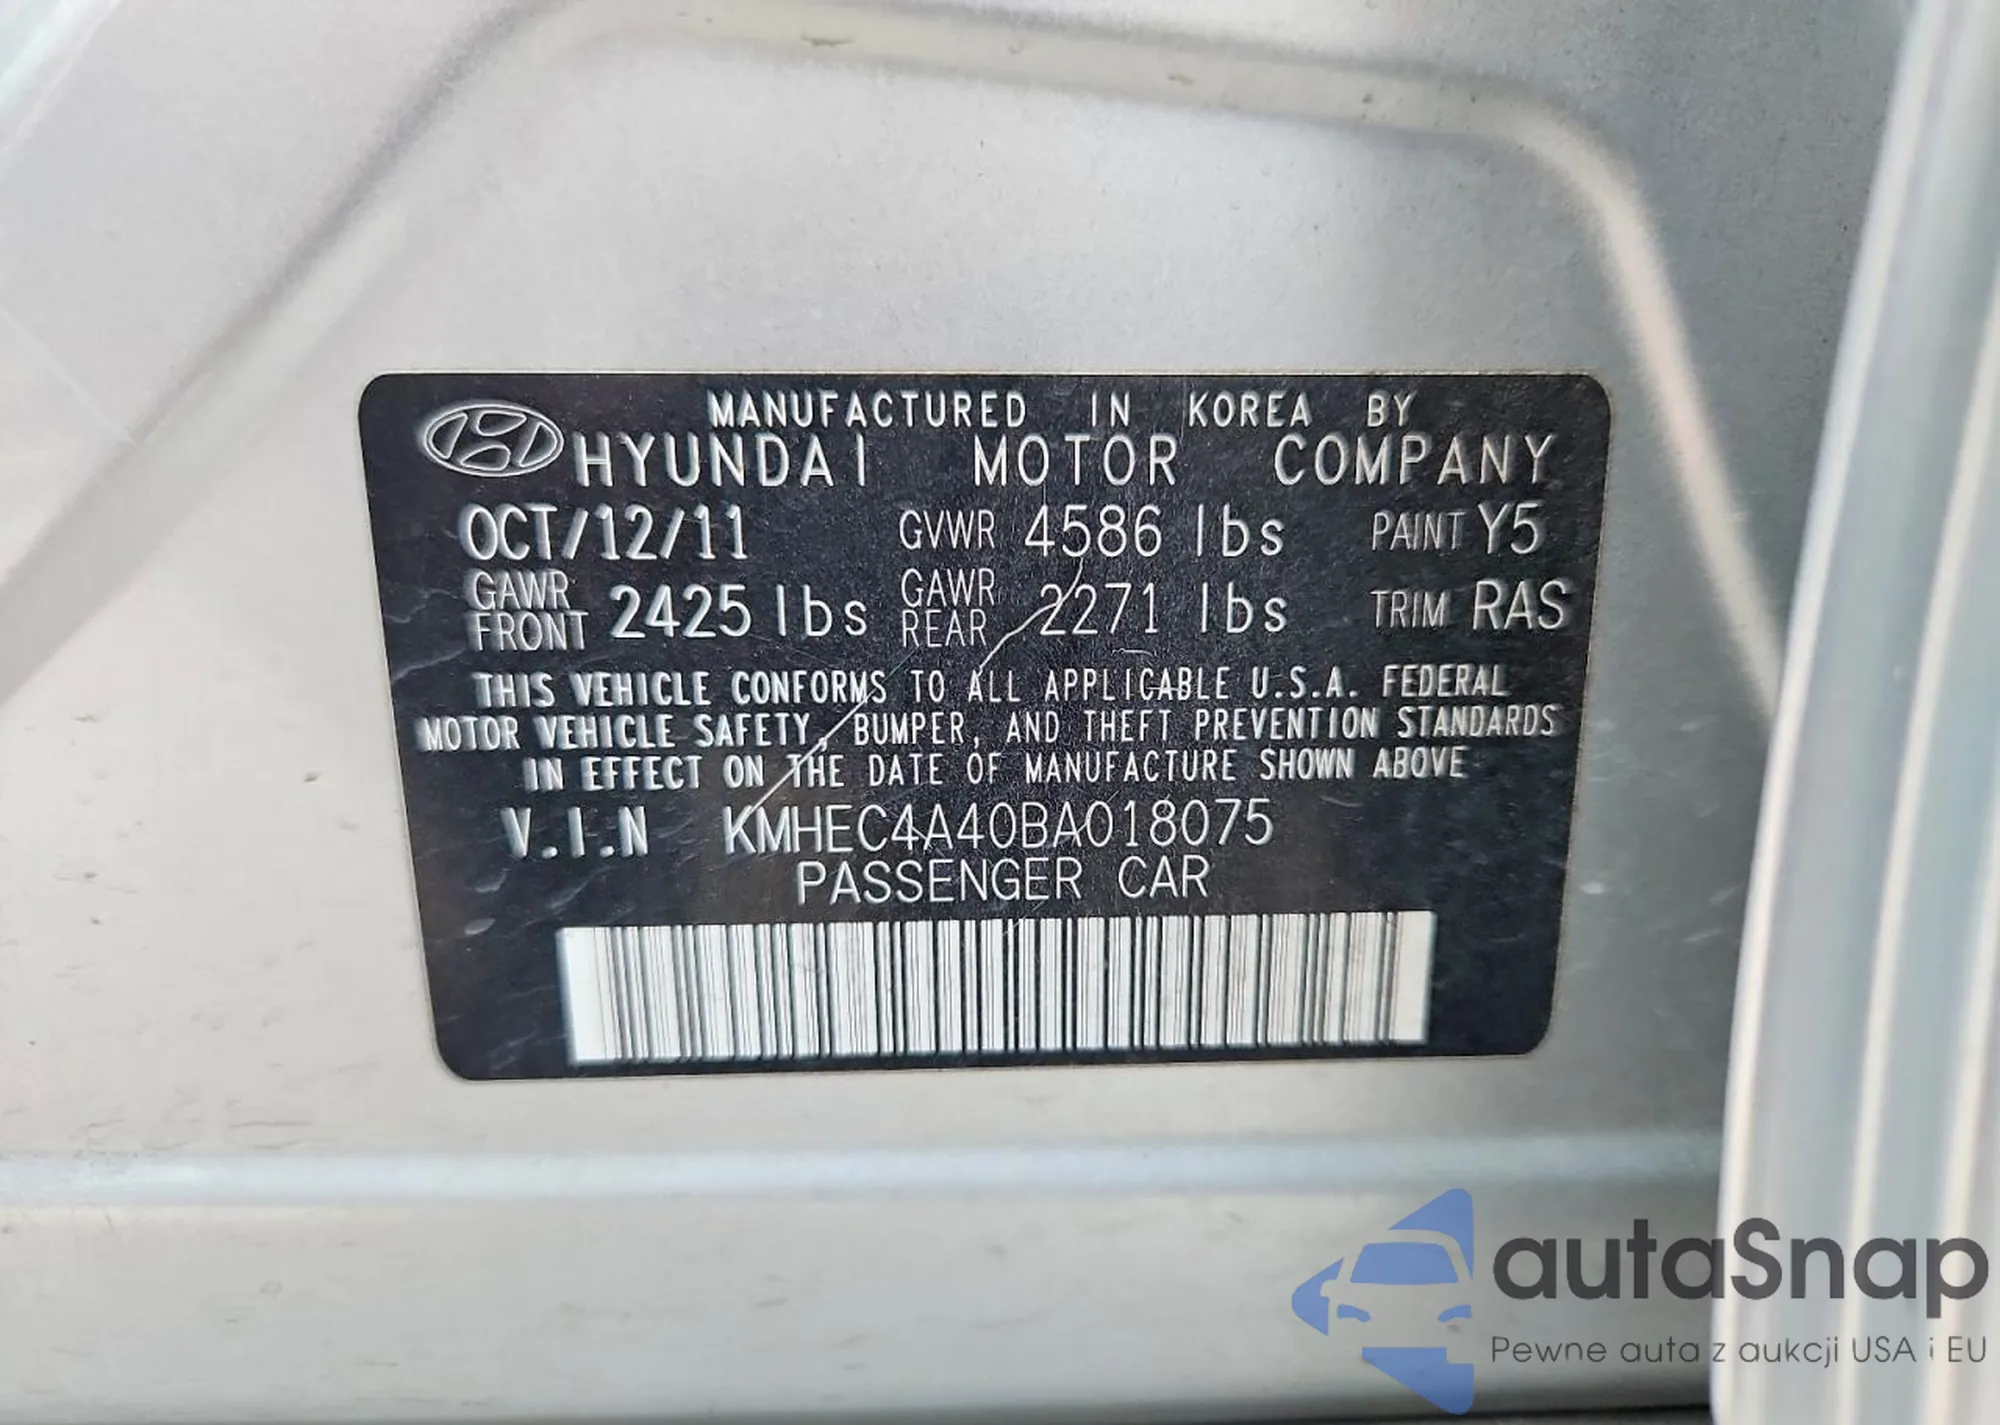 MANUFACTURED IN KOREA BY
HYUNDAI MOTOR COMPANY
OCT/12/11 GVWR 4586 lbs PAINT Y5
GAWR FRONT 2425 lbs GAWR REAR 2271 lbs TRIM RAS
THIS VEHICLE CONFORMS TO ALL APPLICABLE U.S.A. FEDERAL
MOTOR VEHICLE SAFETY, BUMPER, AND THEFT PREVENTION STANDARDS
IN EFFECT ON THE DATE OF MANUFACTURE SHOWN ABOVE
V.I.N KMHEC4A40BA018075
PASSENGER CAR
autaSnap
Pewne auta z aukcji USA i EU